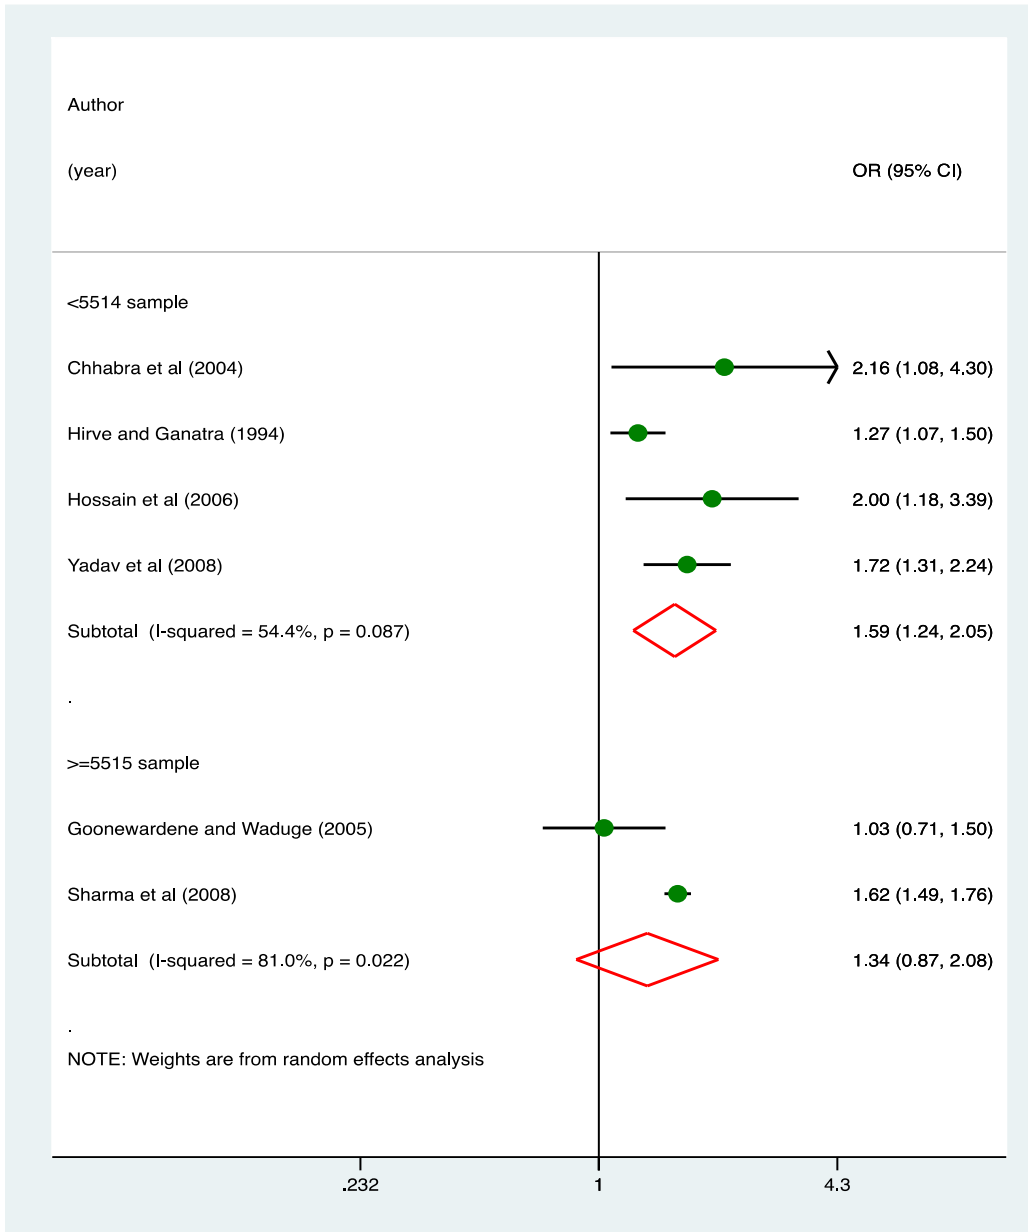 Author
(year) OR (95% CI)
<5514 sample
Chhabra et al (2004) 2.16 (1.08, 4.30)
Hirve and Ganatra (1994) 1.27 (1.07, 1.50)
Hossain et al (2006) 2.00 (1.18, 3.39)
Yadav et al (2008) 1.72 (1.31, 2.24)
Subtotal (I-squared = 54.4%, p = 0.087) 1.59 (1.24, 2.05)
.
>=5515 sample
Goonewardene and Waduge (2005) 1.03 (0.71, 1.50)
Sharma et al (2008) 1.62 (1.49, 1.76)
Subtotal (I-squared = 81.0%, p = 0.022) 1.34 (0.87, 2.08)
.
NOTE: Weights are from random effects analysis
.232 1 4.3